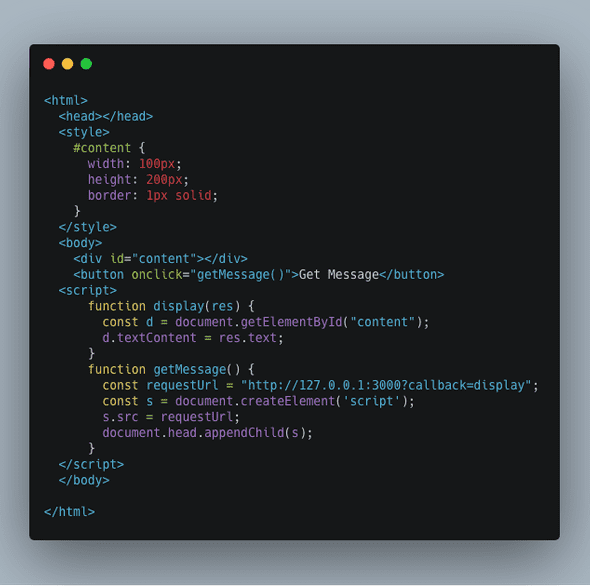 <html>
  <head></head>
  <style>
    #content {
      width: 100px;
      height: 200px;
      border: 1px solid;
    }
  </style>
  <body>
    <div id="content"></div>
    <button onclick="getMessage()">Get Message</button>
  <script>
      function display(res) {
        const d = document.getElementById("content");
        d.textContent = res.text;
      }
      function getMessage() {
        const requestUrl = "http://127.0.0.1:3000?callback=display";
        const s = document.createElement('script');
        s.src = requestUrl;
        document.head.appendChild(s);
      }
  </script>
  </body>

</html>